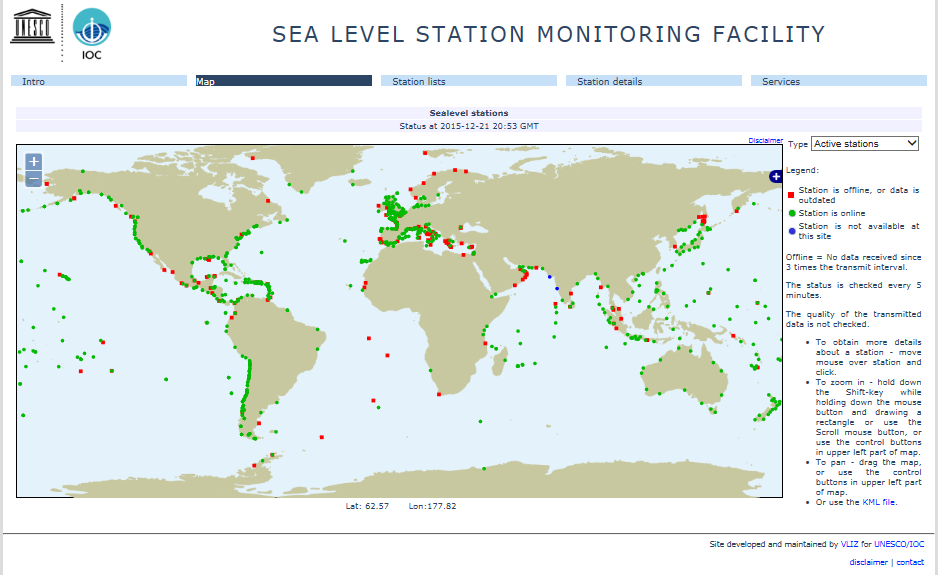 UNESCO
IOC
SEA LEVEL STATION MONITORING FACILITY
Intro
Map
Station lists
Station details
Services
Sealevel stations
Status at 2015-12-21 20:53 GMT
Disclaimer
Type Active stations
+
−
+
Legend:
Station is offline, or data is
outdated
Station is online
Station is not available at
this site
Offline = No data received since
3 times the transmit interval.
The status is checked every 5
minutes.
The quality of the transmitted
data is not checked.
• To obtain more details
about a station - move
mouse over station and
click.
• To zoom in - hold down
the Shift-key while
holding down the mouse
button and drawing a
rectangle or use the
Scroll mouse button, or
use the control buttons
in upper left part of map.
• To pan - drag the map,
or use the control
buttons in upper left part
of map.
• Or use the KML file.
Lat: 62.57 Lon:177.82
Site developed and maintained by VLIZ for UNESCO/IOC
disclaimer | contact